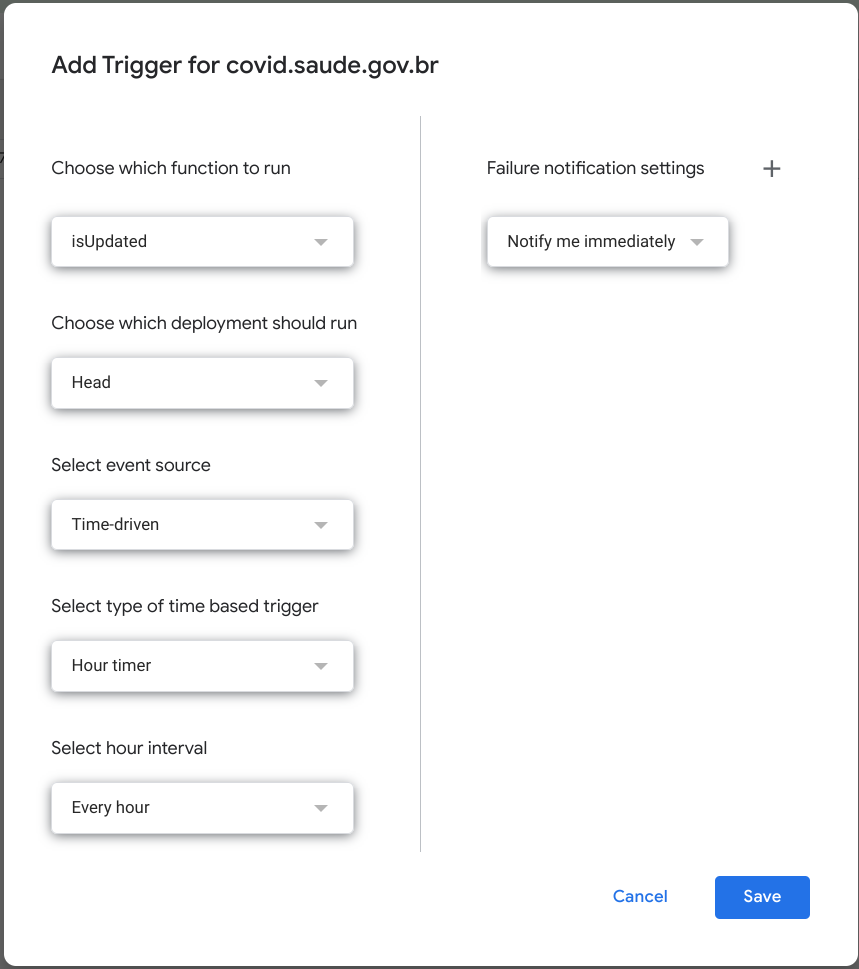 Add Trigger for covid.saude.gov.br
Choose which function to run
isUpdated
Choose which deployment should run
Head
Select event source
Time-driven
Select type of time based trigger
Hour timer
Select hour interval
Every hour
Failure notification settings
Notify me immediately
Cancel
Save